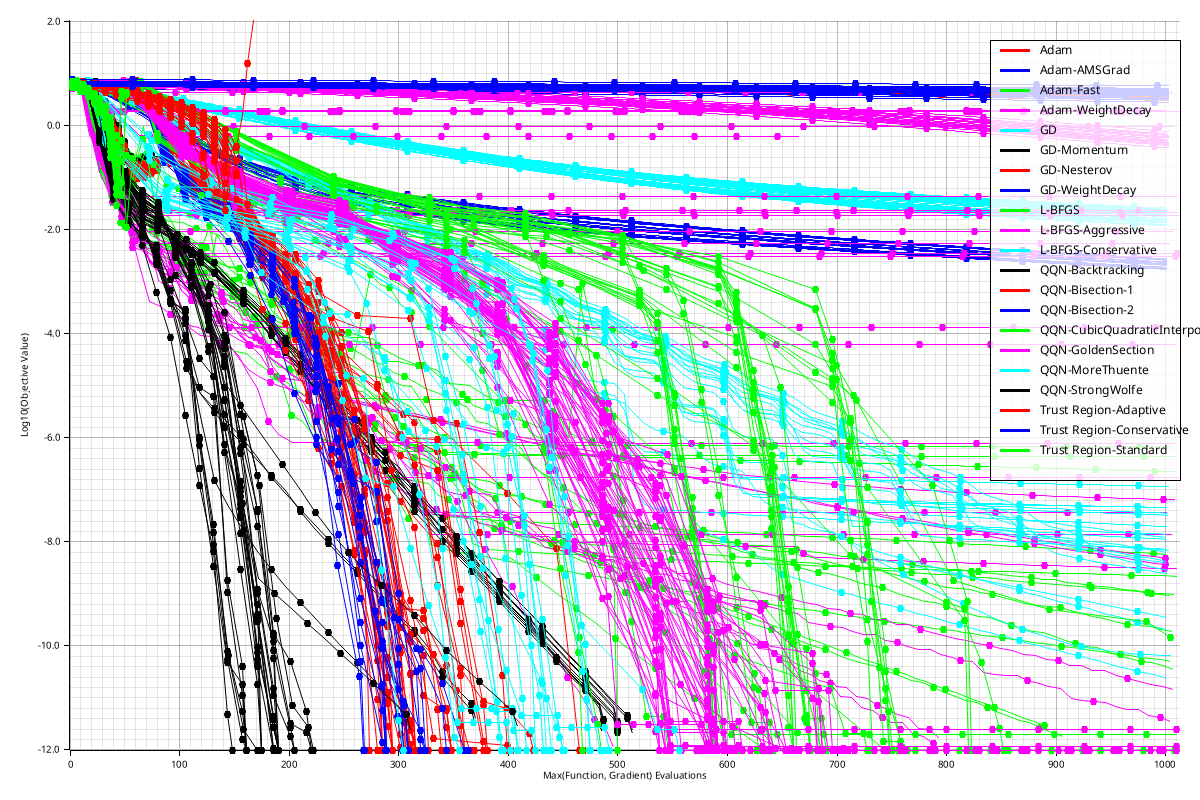 2.0
0.0
-2.0
-4.0
-6.0
-8.0
-10.0
-12.0
Log10(Objective Value)
0
100
200
300
400
500
600
700
800
900
1000
Max(Function, Gradient) Evaluations
Adam
Adam-AMSGrad
Adam-Fast
Adam-WeightDecay
GD
GD-Momentum
GD-Nesterov
GD-WeightDecay
L-BFGS
L-BFGS-Aggressive
L-BFGS-Conservative
QQN-Backtracking
QQN-Bisection-1
QQN-Bisection-2
QQN-CubicQuadraticInterpo
QQN-GoldenSection
QQN-MoreThuente
QQN-StrongWolfe
Trust Region-Adaptive
Trust Region-Conservative
Trust Region-Standard